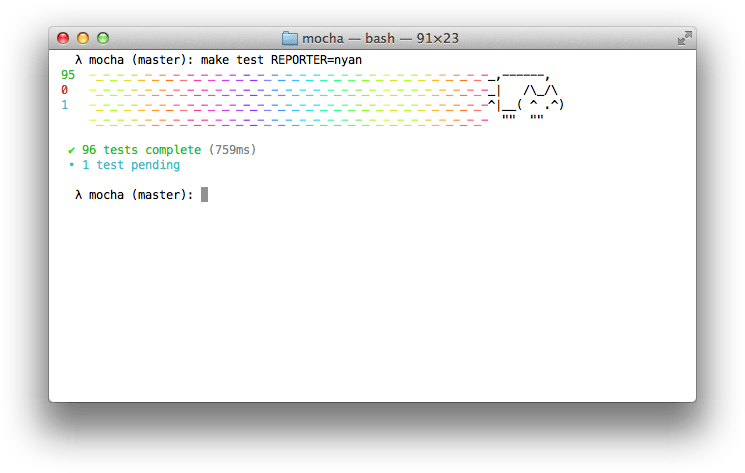 mocha — bash — 91×23
λ mocha (master): make test REPORTER=nyan
95 -_-_-_-_-_-_-_-_-_-_-_-_-_-_-_-_-_-_-_-_-_-_-_-_-_-_-_-_-_,------,
0 -_-_-_-_-_-_-_-_-_-_-_-_-_-_-_-_-_-_-_-_-_-_-_-_-_-_-_-_-_|   /\_/\
1 -_-_-_-_-_-_-_-_-_-_-_-_-_-_-_-_-_-_-_-_-_-_-_-_-_-_-_-_-^|__( ^ .^)
-_-_-_-_-_-_-_-_-_-_-_-_-_-_-_-_-_-_-_-_-_-_-_-_-_-_-_-_-  ""  ""
✔ 96 tests complete (759ms)
• 1 test pending
λ mocha (master):